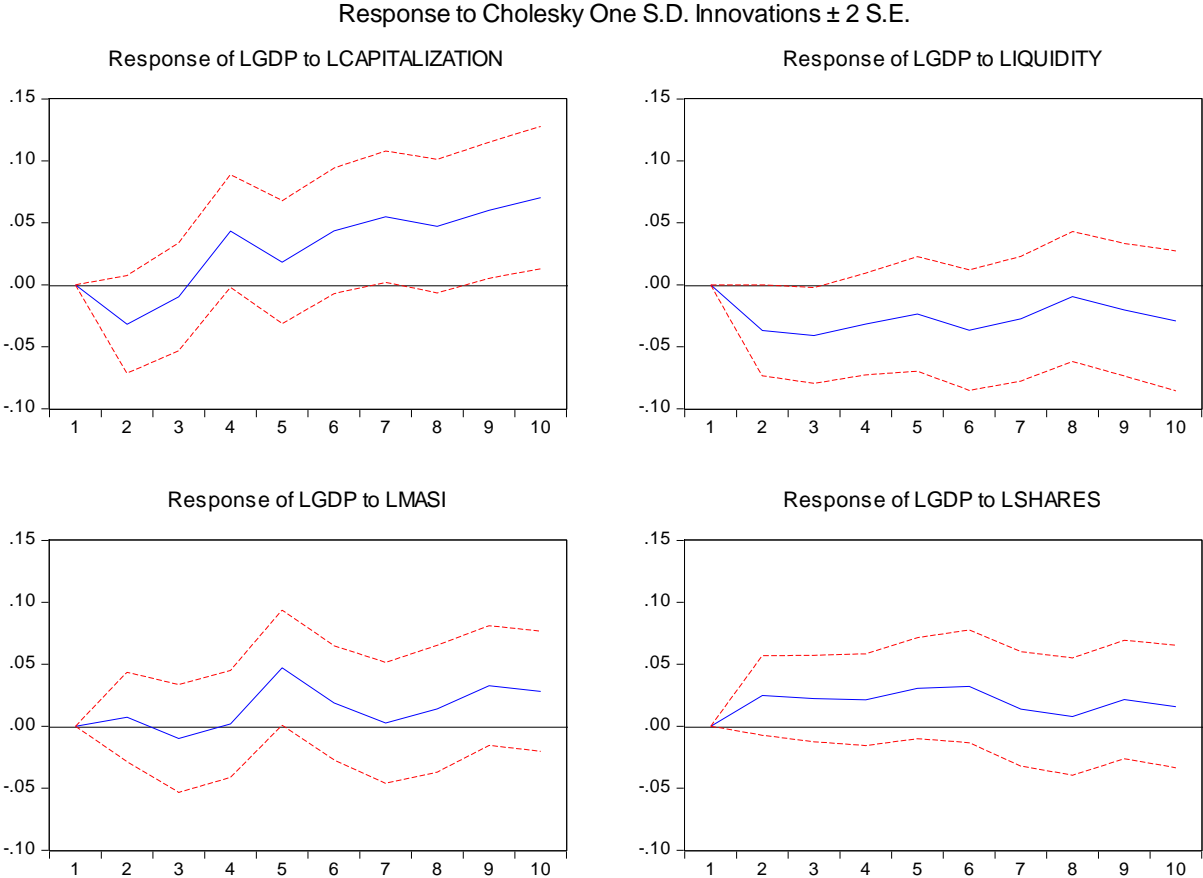 Response to Cholesky One S.D. Innovations ± 2 S.E.
Response of LGDP to LCAPITALIZATION
.15
.10
.05
.00
-.05
-.10
1 2 3 4 5 6 7 8 9 10
Response of LGDP to LIQUIDITY
.15
.10
.05
.00
-.05
-.10
1 2 3 4 5 6 7 8 9 10
Response of LGDP to LMASI
.15
.10
.05
.00
-.05
-.10
1 2 3 4 5 6 7 8 9 10
Response of LGDP to LSHARES
.15
.10
.05
.00
-.05
-.10
1 2 3 4 5 6 7 8 9 10